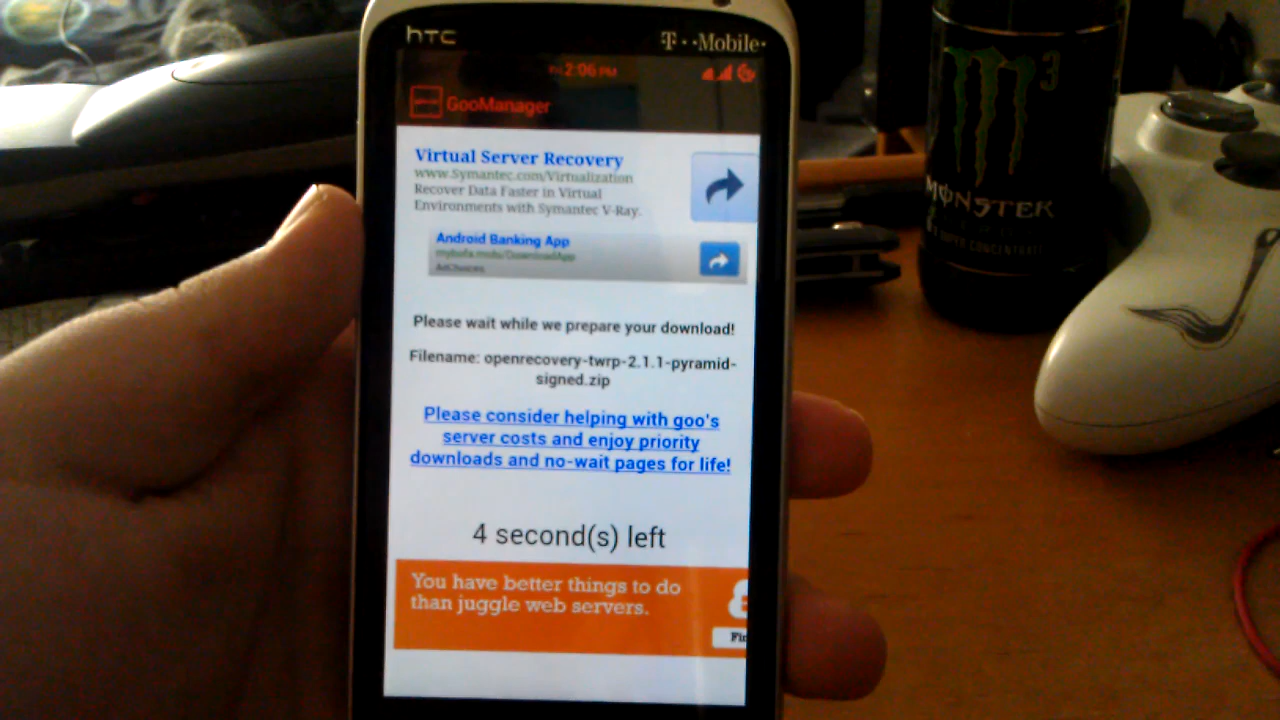 hTC
T··Mobile·
2:06 PM
GooManager
Virtual Server Recovery
www.Symantec.com/Virtualization
Recover Data Faster in Virtual
Environments with Symantec V-Ray.
Android Banking App
AdChoices
Please wait while we prepare your download!
Filename: openrecovery-twrp-2.1.1-pyramid-
signed.zip
Please consider helping with goo's
server costs and enjoy priority
downloads and no-wait pages for life!
4 second(s) left
You have better things to do
than juggle web servers.
3
MONSTER